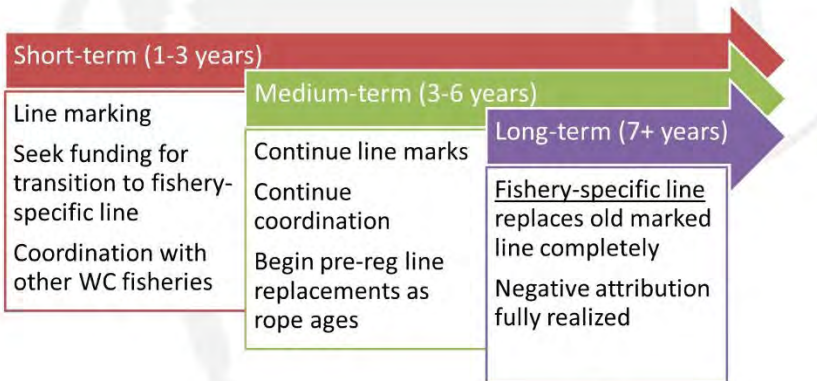 Short-term (1-3 years)
Line marking
Seek funding for
transition to fishery-
specific line
Coordination with
other WC fisheries
Medium-term (3-6 years)
Continue line marks
Continue
coordination
Begin pre-reg line
replacements as
rope ages
Long-term (7+ years)
Fishery-specific line
replaces old marked
line completely
Negative attribution
fully realized